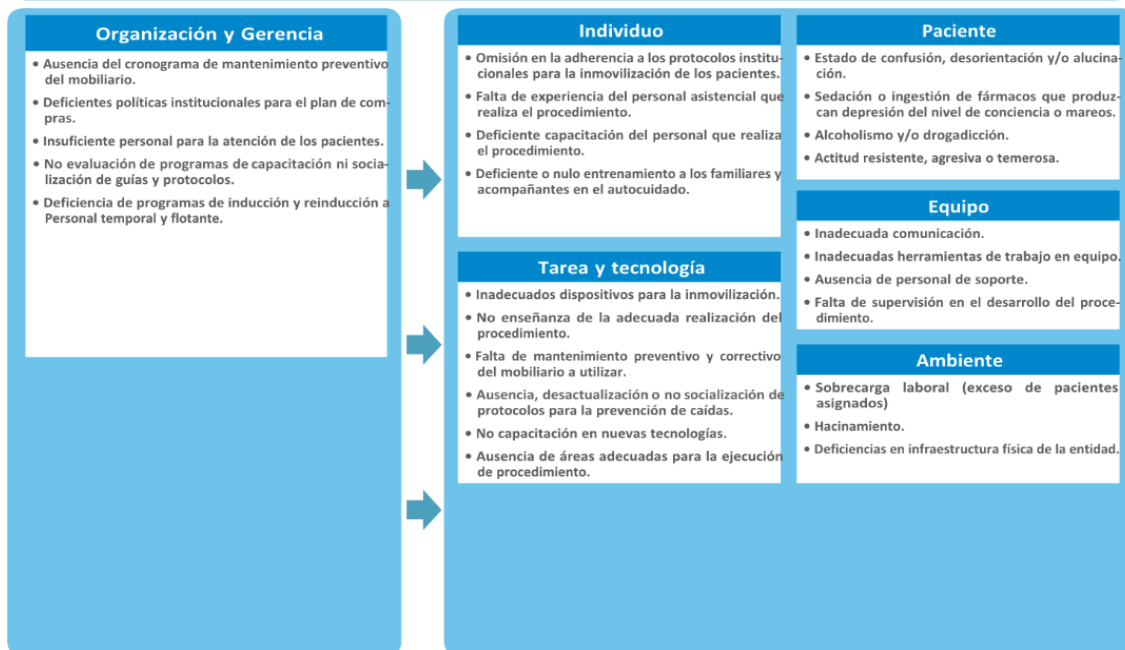 Organización y Gerencia
• Ausencia del cronograma de mantenimiento preventivo
del mobiliario.
• Deficientes políticas institucionales para el plan de com-
pras.
• Insuficiente personal para la atención de los pacientes.
• No evaluación de programas de capacitación ni socia-
lización de guías y protocolos.
• Deficiencia de programas de inducción y reinducción a
Personal temporal y flotante.
Individuo
• Omisión en la adherencia a los protocolos institu-
cionales para la inmovilización de los pacientes.
• Falta de experiencia del personal asistencial que
realiza el procedimiento.
• Deficiente capacitación del personal que realiza
el procedimiento.
• Deficiente o nulo entrenamiento a los familiares y
acompañantes en el autocuidado.
Tarea y tecnología
• Inadecuados dispositivos para la inmovilización.
• No enseñanza de la adecuada realización del
procedimiento.
• Falta de mantenimiento preventivo y correctivo
del mobiliario a utilizar.
• Ausencia, desactualización o no socialización de
protocolos para la prevención de caídas.
• No capacitación en nuevas tecnologías.
• Ausencia de áreas adecuadas para la ejecución
de procedimiento.
Paciente
• Estado de confusión, desorientación y/o alucina-
ción.
• Sedación o ingestión de fármacos que produz-
can depresión del nivel de conciencia o mareos.
• Alcoholismo y/o drogadicción.
• Actitud resistente, agresiva o temerosa.
Equipo
• Inadecuada comunicación.
• Inadecuadas herramientas de trabajo en equipo.
• Ausencia de personal de soporte.
• Falta de supervisión en el desarrollo del proce-
dimiento.
Ambiente
• Sobrecarga laboral (exceso de pacientes
asignados)
• Hacinamiento.
• Deficiencias en infraestructura física de la entidad.